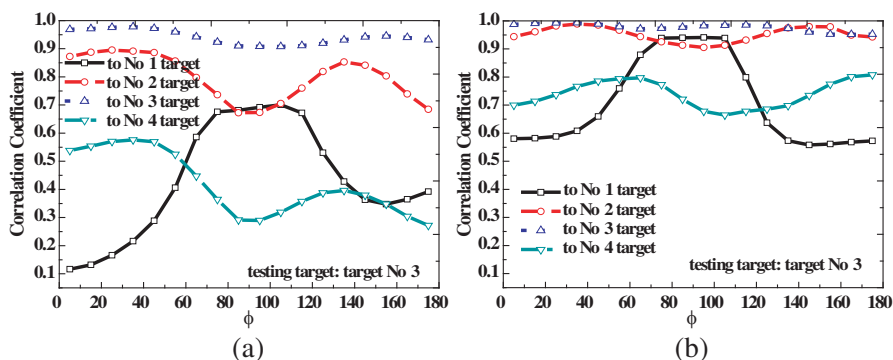 Correlation Coefficient
1.0
0.9
0.8
0.7
0.6
0.5
0.4
0.3
0.2
0.1
to No 1 target
to No 2 target
to No 3 target
to No 4 target
testing target: target No 3
0 20 40 60 80 100 120 140 160 180
ϕ
(a)
Correlation Coefficient
1.0
0.9
0.8
0.7
0.6
0.5
0.4
0.3
0.2
0.1
to No 1 target
to No 2 target
to No 3 target
to No 4 target
testing target: target No 3
0 20 40 60 80 100 120 140 160 180
ϕ
(b)